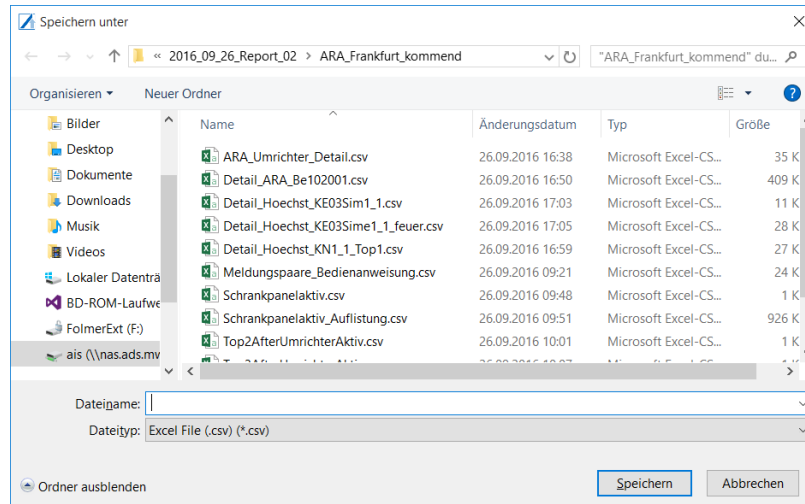 Speichern unter
« 2016_09_26_Report_02 > ARA_Frankfurt_kommend
"ARA_Frankfurt_kommend" du...
Organisieren Neuer Ordner
Name Änderungsdatum Typ Größe
Bilder
Desktop
Dokumente
Downloads
Musik
Videos
Lokaler Datenträ
BD-ROM-Laufwe
FolmerExt (F:)
ais (\\nas.ads.mw
ARA_Umrichter_Detail.csv 26.09.2016 16:38 Microsoft Excel-CS... 35 K
Detail_ARA_Be102001.csv 26.09.2016 16:50 Microsoft Excel-CS... 409 K
Detail_Hoechst_KE03Sim1_1.csv 26.09.2016 17:03 Microsoft Excel-CS... 11 K
Detail_Hoechst_KE03Sime1_1_feuer.csv 26.09.2016 17:05 Microsoft Excel-CS... 28 K
Detail_Hoechst_KN1_1_Top1.csv 26.09.2016 16:59 Microsoft Excel-CS... 27 K
Meldungspaare_Bedienanweisung.csv 26.09.2016 09:21 Microsoft Excel-CS... 24 K
Schrankpanelaktiv.csv 26.09.2016 09:48 Microsoft Excel-CS... 1 K
Schrankpanelaktiv_Auflistung.csv 26.09.2016 09:51 Microsoft Excel-CS... 926 K
Top2AfterUmrichterAktiv.csv 26.09.2016 10:01 Microsoft Excel-CS... 1 K
Dateiname:
Dateityp: Excel File (.csv) (*.csv)
Ordner ausblenden
Speichern Abbrechen